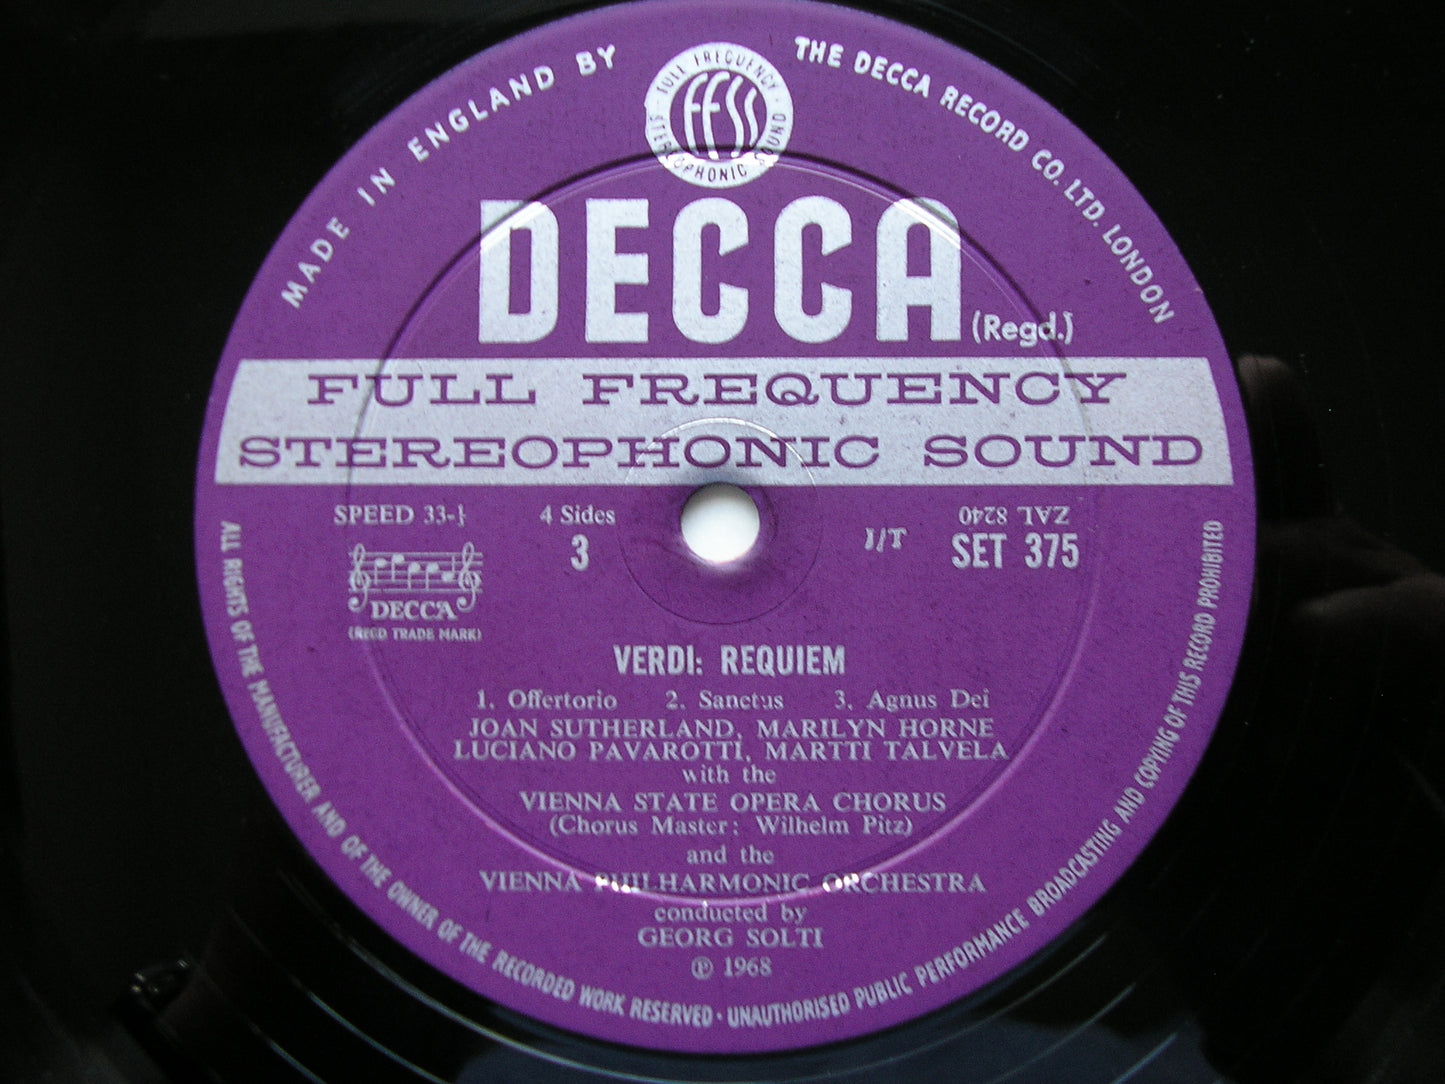 MADE IN ENGLAND BY
THE DECCA RECORD CO. LTD. LONDON
FULL FREQUENCY
FFSS
STEREOPHONIC SOUND
DECCA
(Regd.)
FULL FREQUENCY
STEREOPHONIC SOUND
SPEED 33-⅓ 4 Sides ZAL 8240
3 J/T SET 375
DECCA
(REGD TRADE MARK)
VERDI: REQUIEM
1. Offertorio 2. Sanctus 3. Agnus Dei
JOAN SUTHERLAND, MARILYN HORNE
LUCIANO PAVAROTTI, MARTTI TALVELA
with the
VIENNA STATE OPERA CHORUS
(Chorus Master: Wilhelm Pitz)
and the
VIENNA PHILHARMONIC ORCHESTRA
conducted by
GEORG SOLTI
℗ 1968
ALL RIGHTS OF THE MANUFACTURER AND OF THE OWNER OF THE RECORDED WORK RESERVED · UNAUTHORISED PUBLIC PERFORMANCE BROADCASTING AND COPYING OF THIS RECORD PROHIBITED